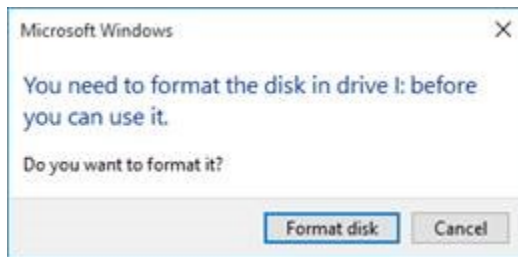 Microsoft Windows
You need to format the disk in drive I: before
you can use it.
Do you want to format it?
Format disk
Cancel